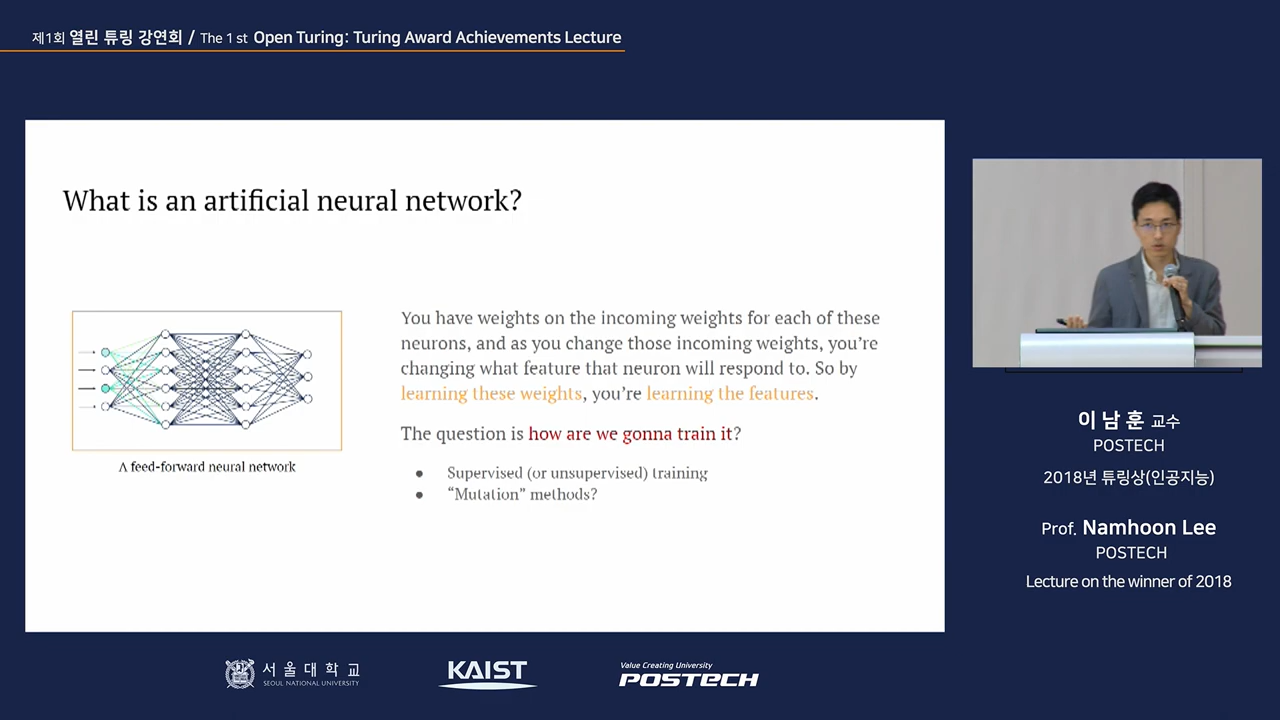 제1회 열린 튜링 강연회 / The 1 st Open Turing: Turing Award Achievements Lecture
What is an artificial neural network?
You have weights on the incoming weights for each of these
neurons, and as you change those incoming weights, you’re
changing what feature that neuron will respond to. So by
learning these weights, you’re learning the features.
The question is how are we gonna train it?
● Supervised (or unsupervised) training
● “Mutation” methods?
A feed-forward neural network
이 남 훈 교수
POSTECH
2018년 튜링상(인공지능)
Prof. Namhoon Lee
POSTECH
Lecture on the winner of 2018
서울대학교
SEOUL NATIONAL UNIVERSITY
KAIST
Value Creating University
POSTECH